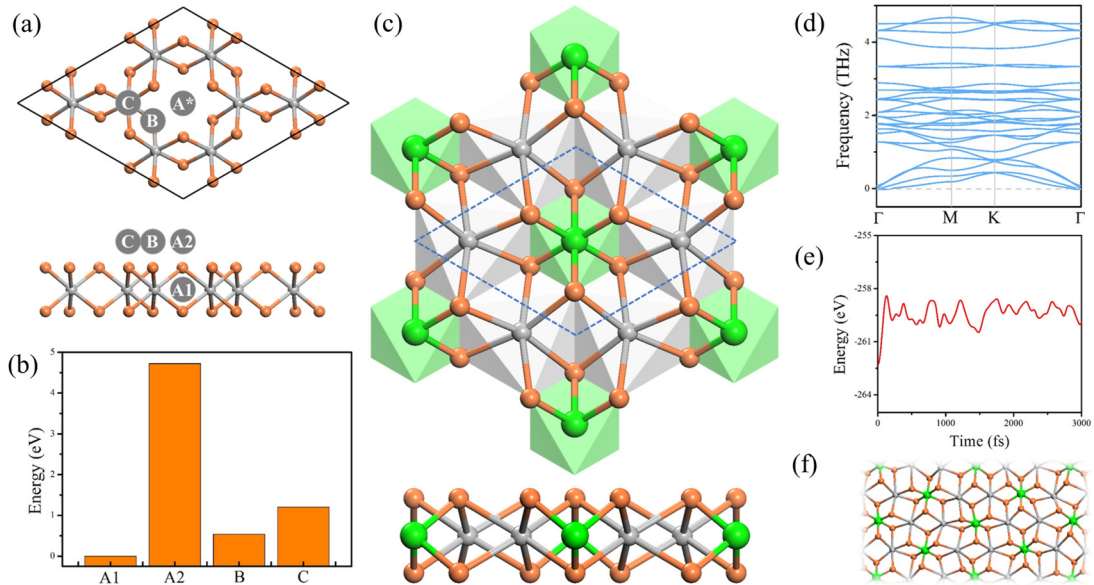 (a)
C
A*
B
C
B
A2
A1
(b)
5
4
3
2
1
0
Energy (eV)
A1
A2
B
C
(c)
(d)
4
2
0
Frequency (THz)
Γ
M
K
Γ
(e)
-255
-258
-261
-264
Energy (eV)
0
1000
2000
3000
Time (fs)
(f)